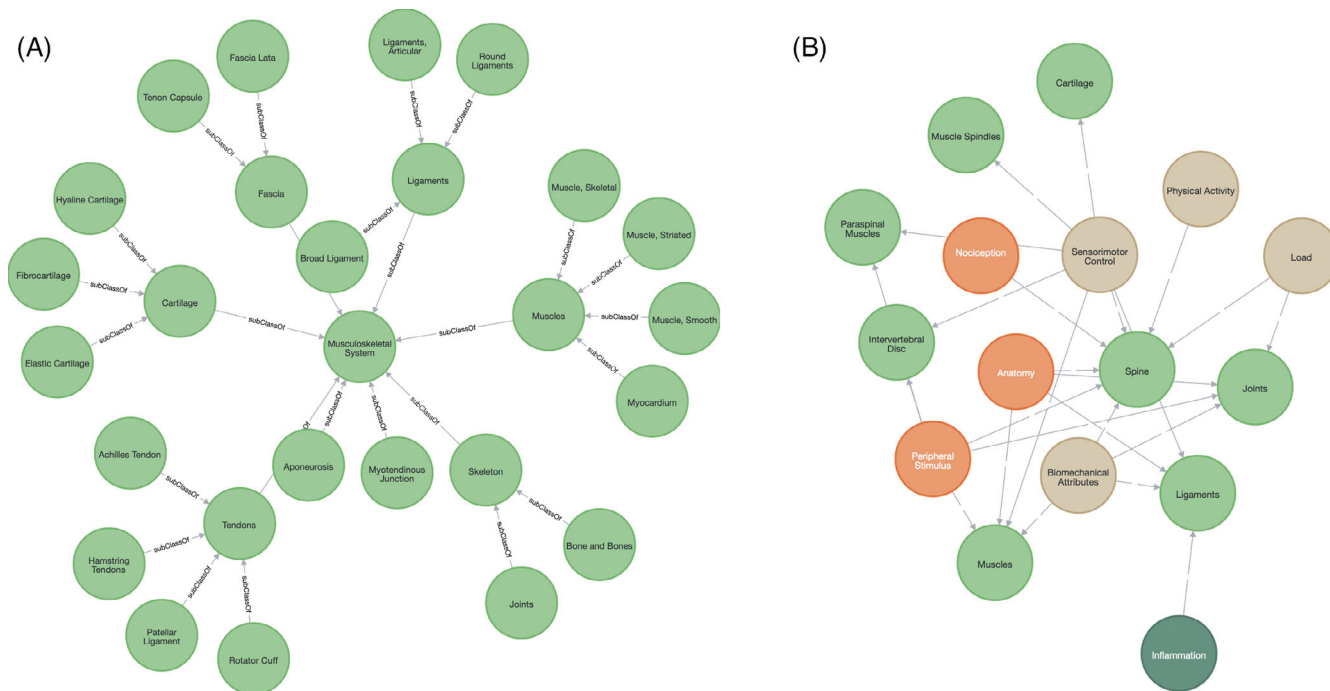 (A)
Fascia Lata
Ligaments,
Articular
Round
Ligaments
Tenon Capsule
subClassOf
subClassOf
subClassOf
subClassOf
Hyaline Cartilage
Fascia
Ligaments
Muscle, Skeletal
subClassOf
Muscle, Striated
Broad Ligament
subClassOf
subClassOf
subClassOf
subClassOf
Fibrocartilage
subClassOf
Cartilage
subClassOf
Musculoskeletal
System
subClassOf
Muscles
subClassOf
Muscle, Smooth
Elastic Cartilage
subClassOf
subClassOf
Myocardium
Achilles Tendon
Of
subClassOf
Aponeurosis
subClassOf
Myotendinous
Junction
subClassOf
Skeleton
subClassOf
Tendons
subClassOf
Bone and Bones
Hamstring
Tendons
subClassOf
subClassOf
Joints
subClassOf
subClassOf
Patellar
Ligament
Rotator Cuff
(B)
Cartilage
Muscle Spindles
Physical Activity
Paraspinal
Muscles
Nociception
Sensorimotor
Control
Load
Intervertebral
Disc
Anatomy
Spine
Joints
Peripheral
Stimulus
Biomechanical
Attributes
Ligaments
Muscles
Inflammation